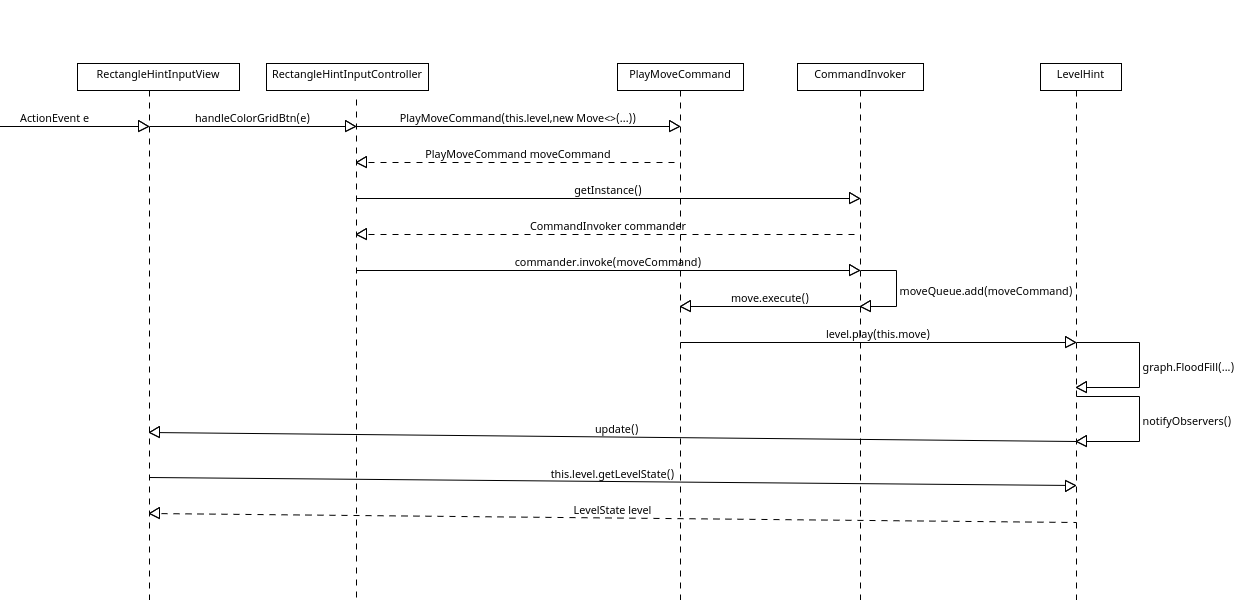 RectangleHintInputView
RectangleHintInputController
PlayMoveCommand
CommandInvoker
LevelHint
ActionEvent e
handleColorGridBtn(e)
PlayMoveCommand(this.level,new Move<>(...))
PlayMoveCommand moveCommand
getInstance()
CommandInvoker commander
commander.invoke(moveCommand)
moveQueue.add(moveCommand)
move.execute()
level.play(this.move)
graph.FloodFill(...)
notifyObservers()
update()
this.level.getLevelState()
LevelState level